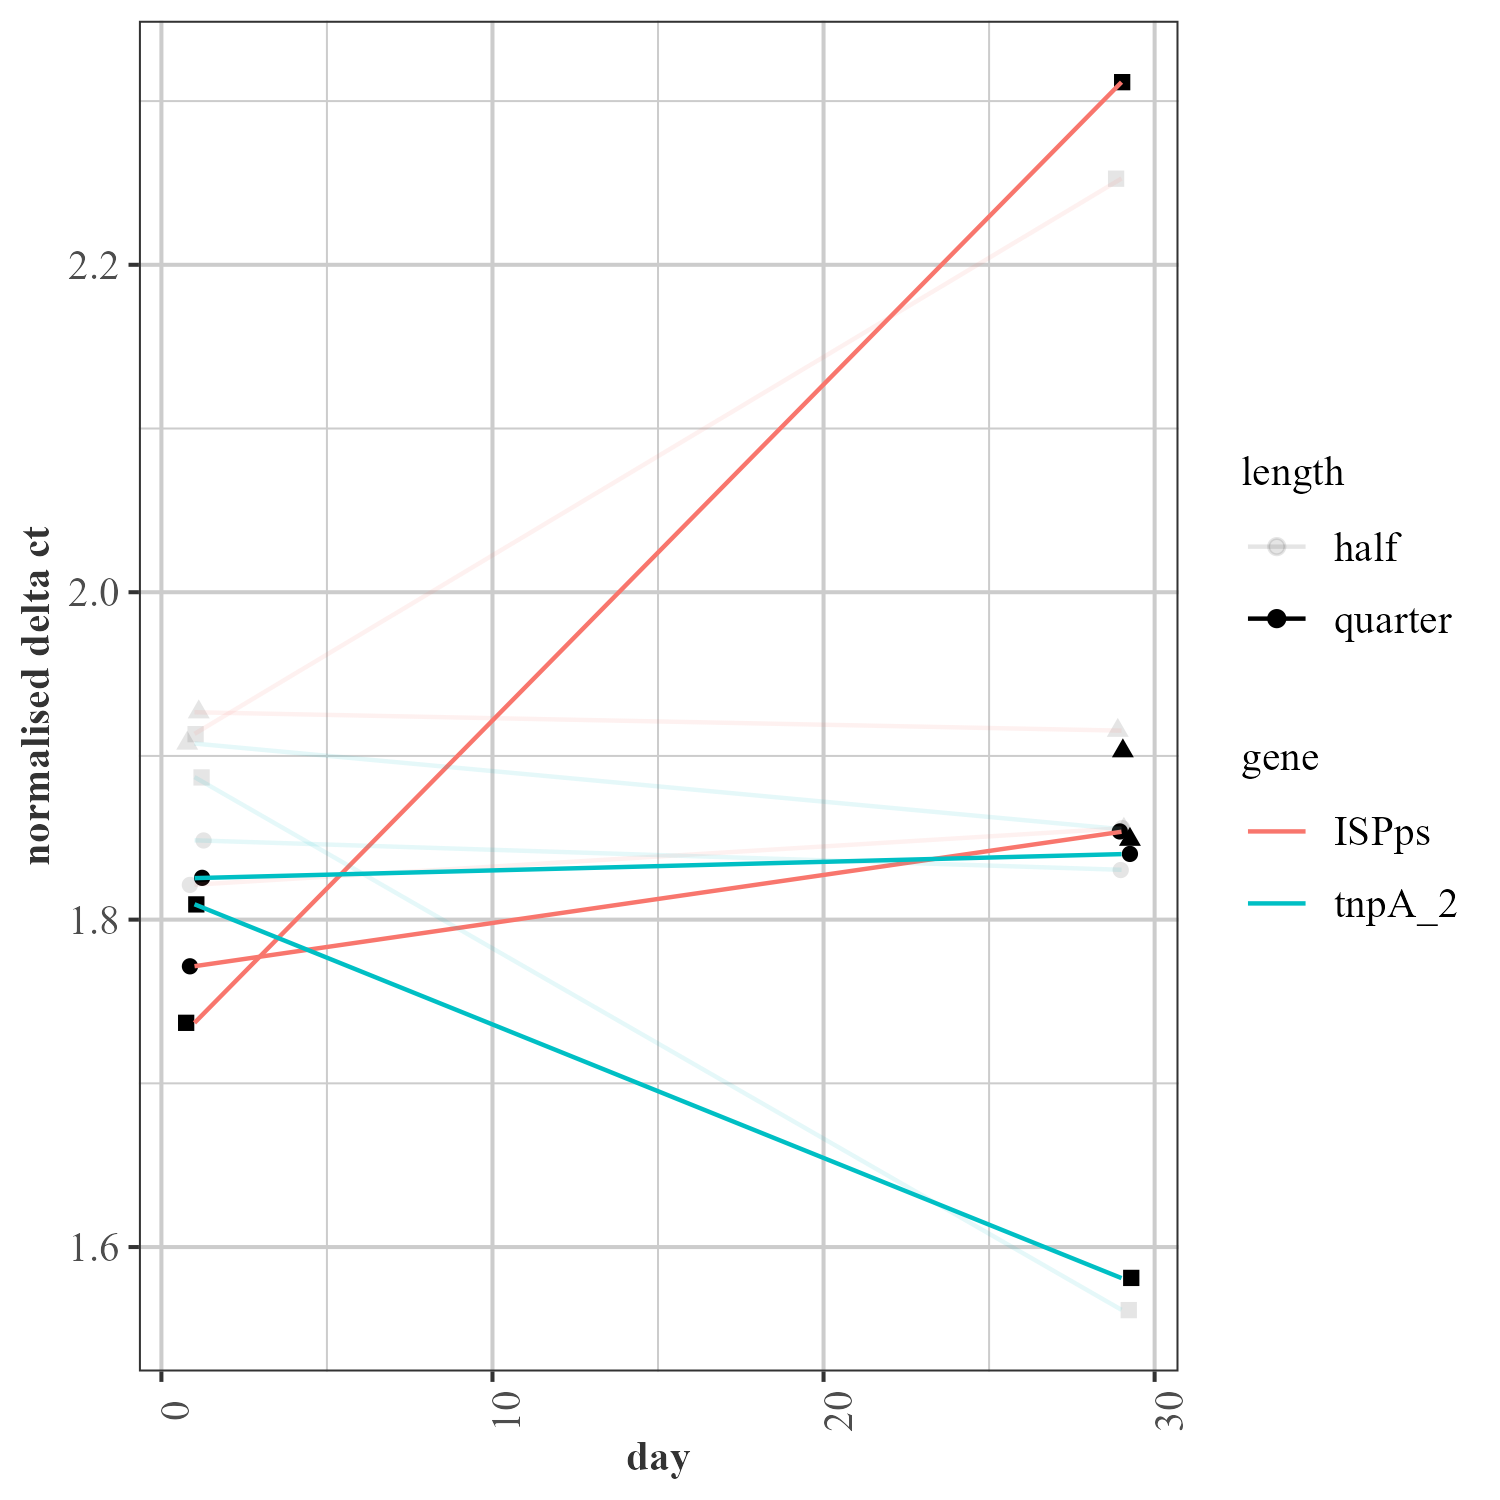 normalised delta ct
2.2
2.0
1.8
1.6
0
10
20
30
day
length
half
quarter
gene
ISPps
tnpA_2